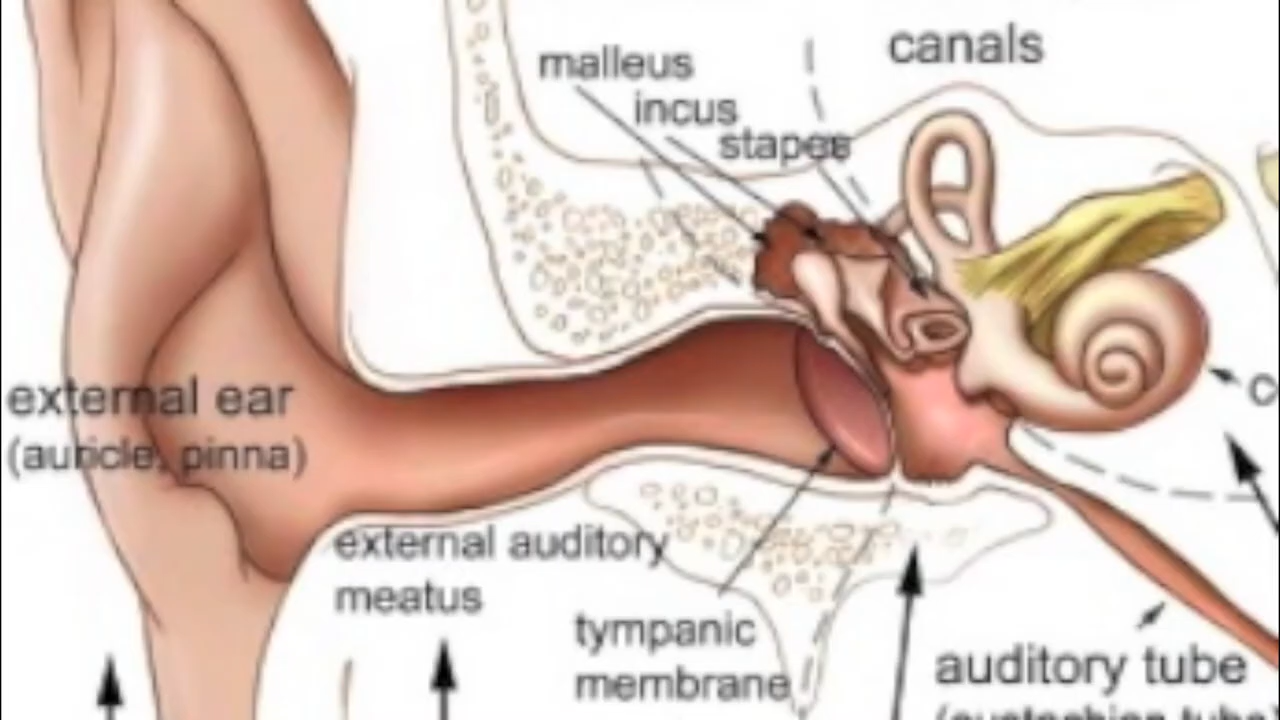 canals
malleus
incus
stapes
external ear
(auricle, pinna)
external auditory
meatus
tympanic
membrane
auditory tube